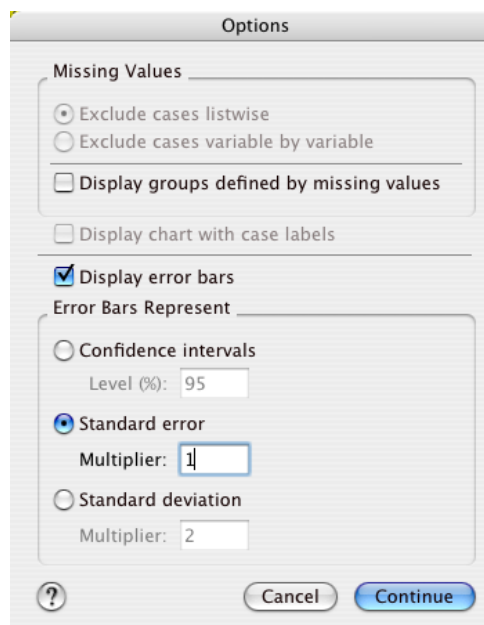 Options
Missing Values
Exclude cases listwise
Exclude cases variable by variable
Display groups defined by missing values
Display chart with case labels
Display error bars
Error Bars Represent
Confidence intervals
Level (%): 95
Standard error
Multiplier: 1
Standard deviation
Multiplier: 2
? Cancel Continue